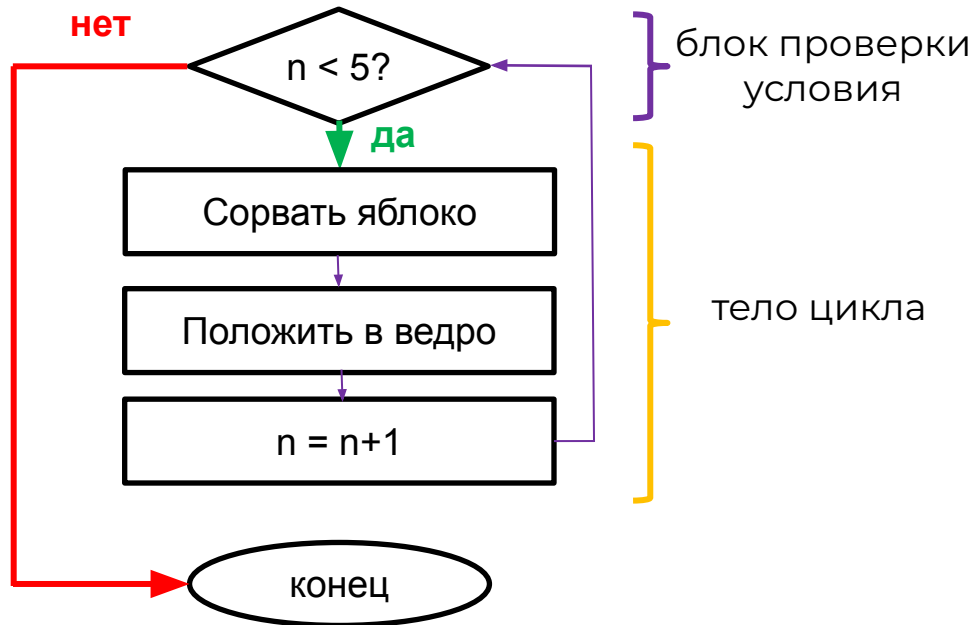 нет
n < 5?
блок проверки
условия
да
Сорвать яблоко
Положить в ведро
тело цикла
n = n+1
конец